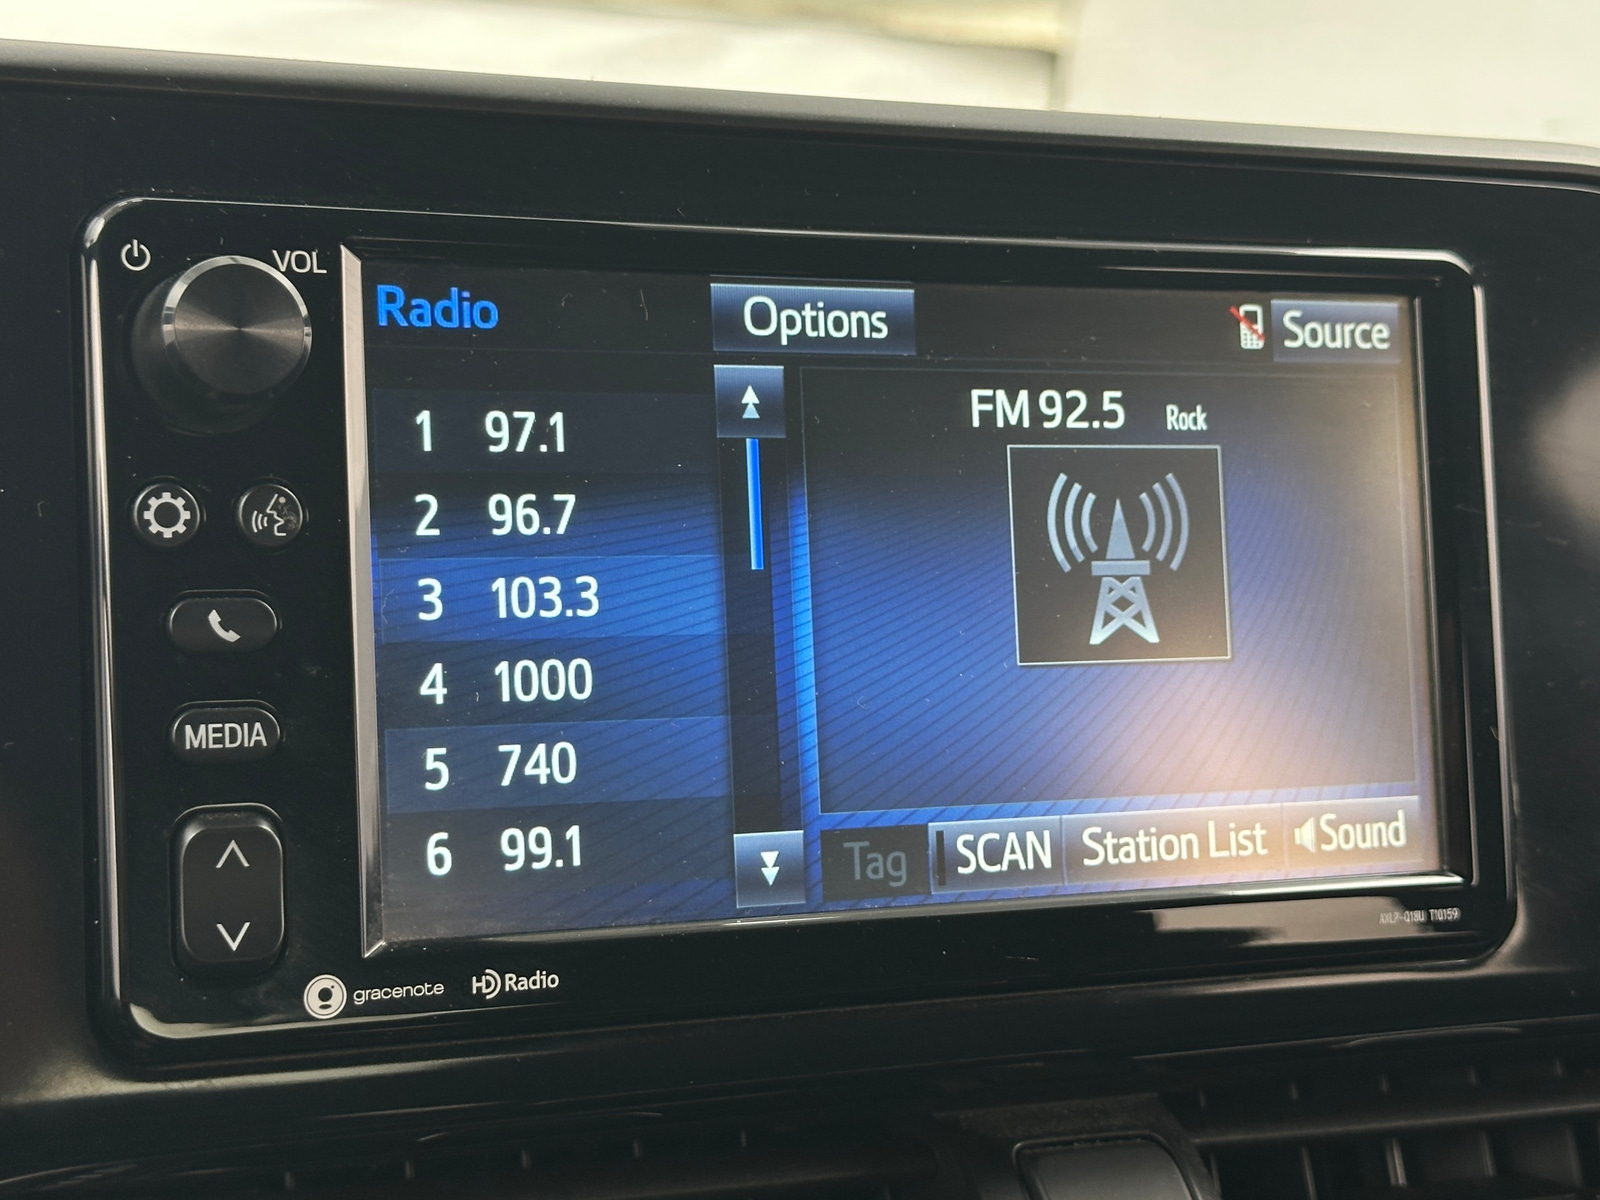 VOL
Radio
Options
Source
1 97.1
2 96.7
3 103.3
4 1000
5 740
6 99.1
FM 92.5 Rock
MEDIA
Tag
SCAN
Station List
Sound
gracenote
HD Radio
T10159